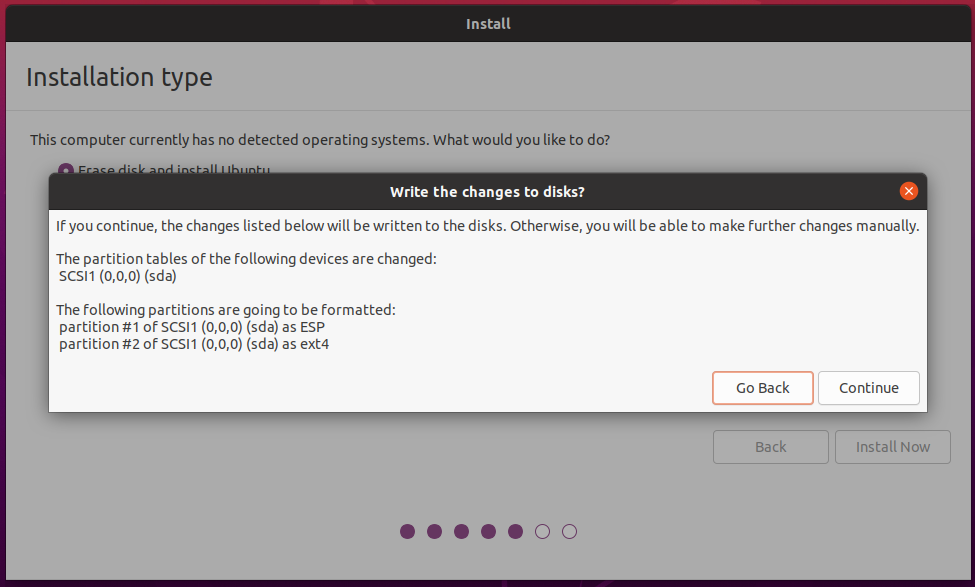 Install
Installation type
This computer currently has no detected operating systems. What would you like to do?
Erase disk and install Ubuntu
Write the changes to disks?
If you continue, the changes listed below will be written to the disks. Otherwise, you will be able to make further changes manually.
The partition tables of the following devices are changed:
SCSI1 (0,0,0) (sda)
The following partitions are going to be formatted:
partition #1 of SCSI1 (0,0,0) (sda) as ESP
partition #2 of SCSI1 (0,0,0) (sda) as ext4
Go Back Continue
Back Install Now